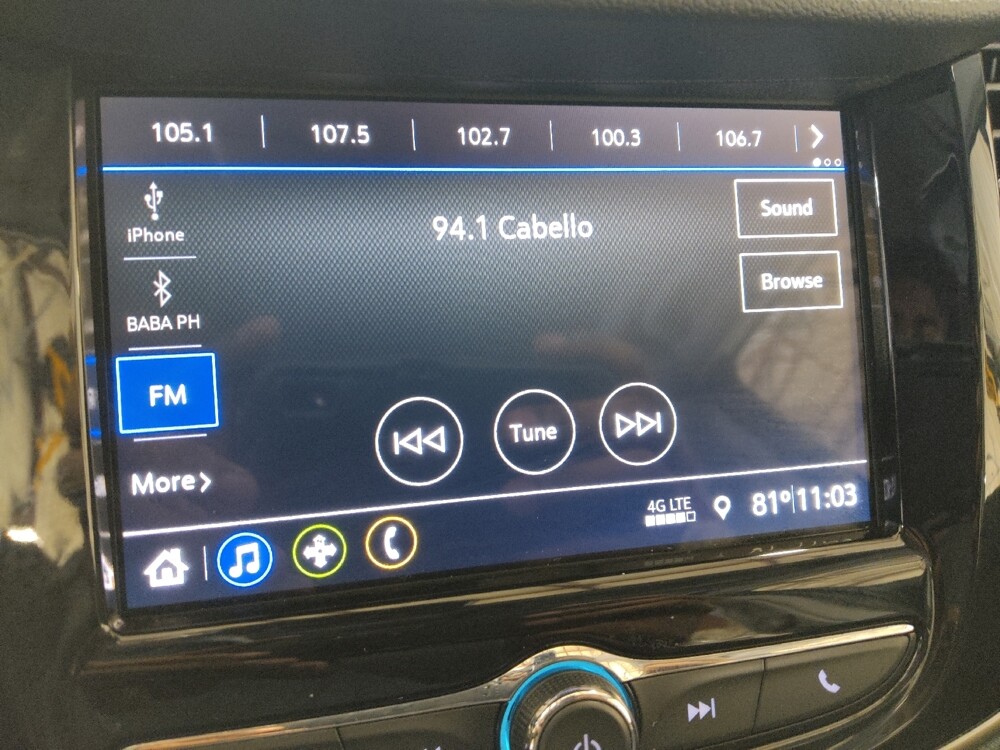 105.1 107.5 102.7 100.3 106.7
iPhone
94.1 Cabello
Sound
Browse
BABA PH
FM
Tune
More
4G LTE
81° 11:03